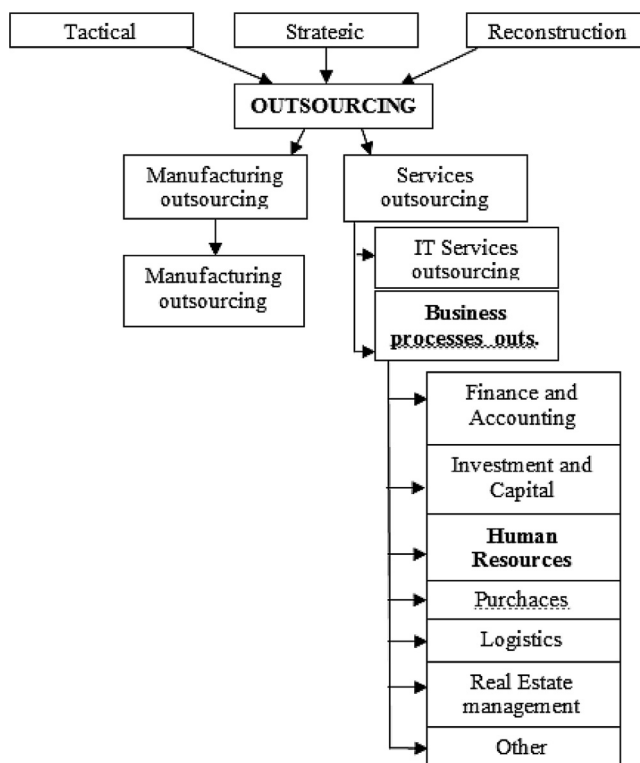 Tactical
Strategic
Reconstruction
OUTSOURCING
Manufacturing
outsourcing
Services
outsourcing
Manufacturing
outsourcing
IT Services
outsourcing
Business
processes outs.
Finance and
Accounting
Investment and
Capital
Human
Resources
Purchaces
Logistics
Real Estate
management
Other